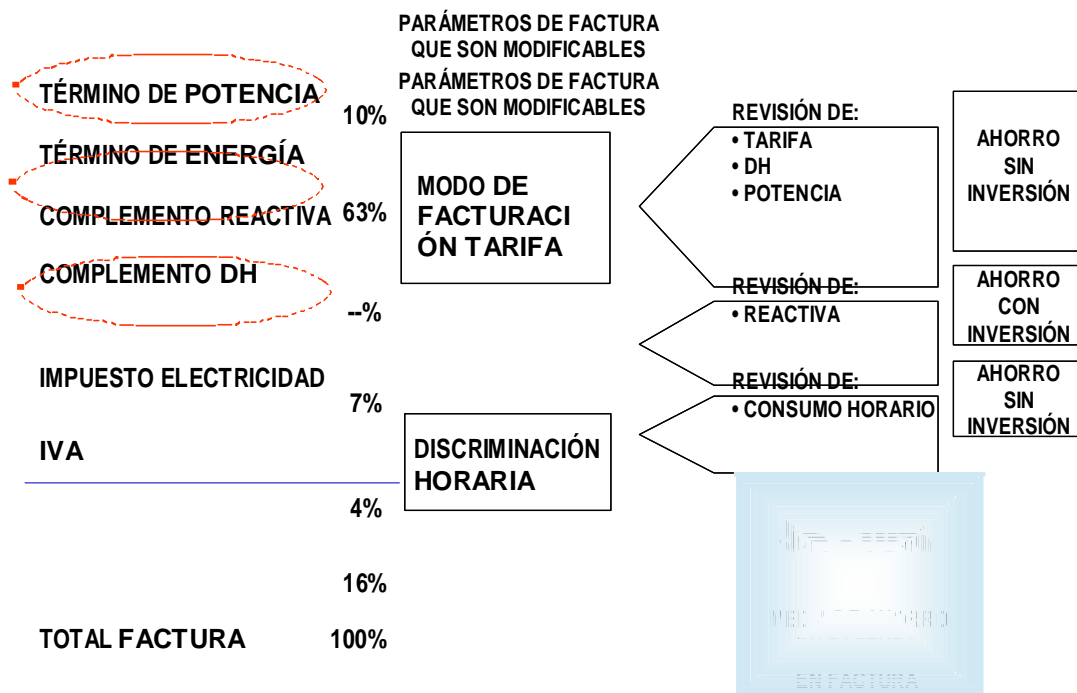 PARÁMETROS DE FACTURA
QUE SON MODIFICABLES
PARÁMETROS DE FACTURA
QUE SON MODIFICABLES
TÉRMINO DE POTENCIA
10%
TÉRMINO DE ENERGÍA
COMPLEMENTO REACTIVA
63%
COMPLEMENTO DH
--%
IMPUESTO ELECTRICIDAD
7%
IVA
4%
16%
TOTAL FACTURA
100%
MODO DE
FACTURACI
ÓN TARIFA
DISCRIMINACIÓN
HORARIA
REVISIÓN DE:
• TARIFA
• DH
• POTENCIA
REVISIÓN DE:
• REACTIVA
REVISIÓN DE:
• CONSUMO HORARIO
AHORRO
SIN
INVERSIÓN
AHORRO
CON
INVERSIÓN
AHORRO
SIN
INVERSIÓN
EN FACTURA